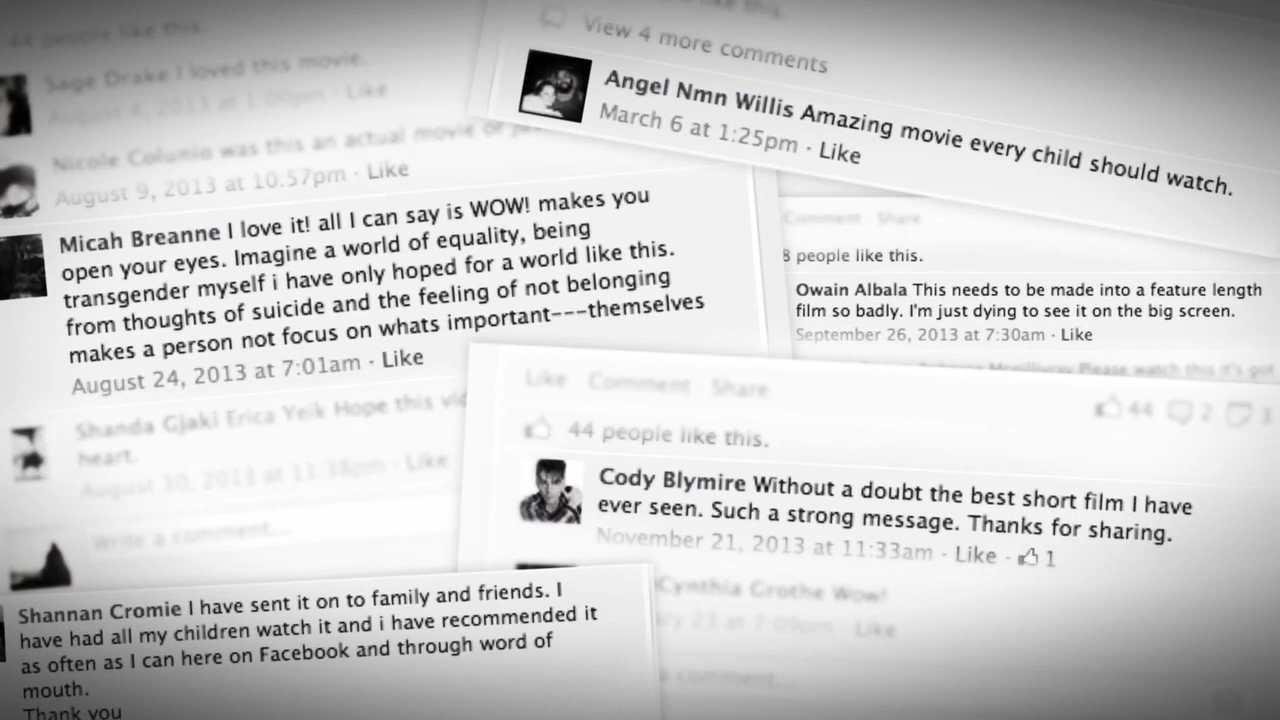 44 people like this.
Sage Drake I loved this movie.
August 4, 2013 at 1:00pm · Like
Nicole Colunio was this an actual movie or
August 9, 2013 at 10:57pm · Like
Micah Breanne I love it! all I can say is WOW! makes you
open your eyes. Imagine a world of equality, being
transgender myself i have only hoped for a world like this.
from thoughts of suicide and the feeling of not belonging
makes a person not focus on whats important---themselves
August 24, 2013 at 7:01am · Like
Shanda Gjaki Erica Yeik Hope this
heart.
August 10, 2013 at 11:38pm · Like
Write a comment...
Shannan Cromie I have sent it on to family and friends. I
have had all my children watch it and i have recommended it
as often as I can here on Facebook and through word of
mouth.
Thank you
like this.
View 4 more comments
Angel Nmn Willis Amazing movie every child should watch.
March 6 at 1:25pm · Like
Comment Share
8 people like this.
Owain Albala This needs to be made into a feature length
film so badly. I'm just dying to see it on the big screen.
September 26, 2013 at 7:30am · Like
Please watch this it's got
Like Comment Share
44 2 3
44 people like this.
Cody Blymire Without a doubt the best short film I have
ever seen. Such a strong message. Thanks for sharing.
November 21, 2013 at 11:33am · Like · 1
Cynthia Crothe Wow!
23 at 7:09pm · Like
a comment...